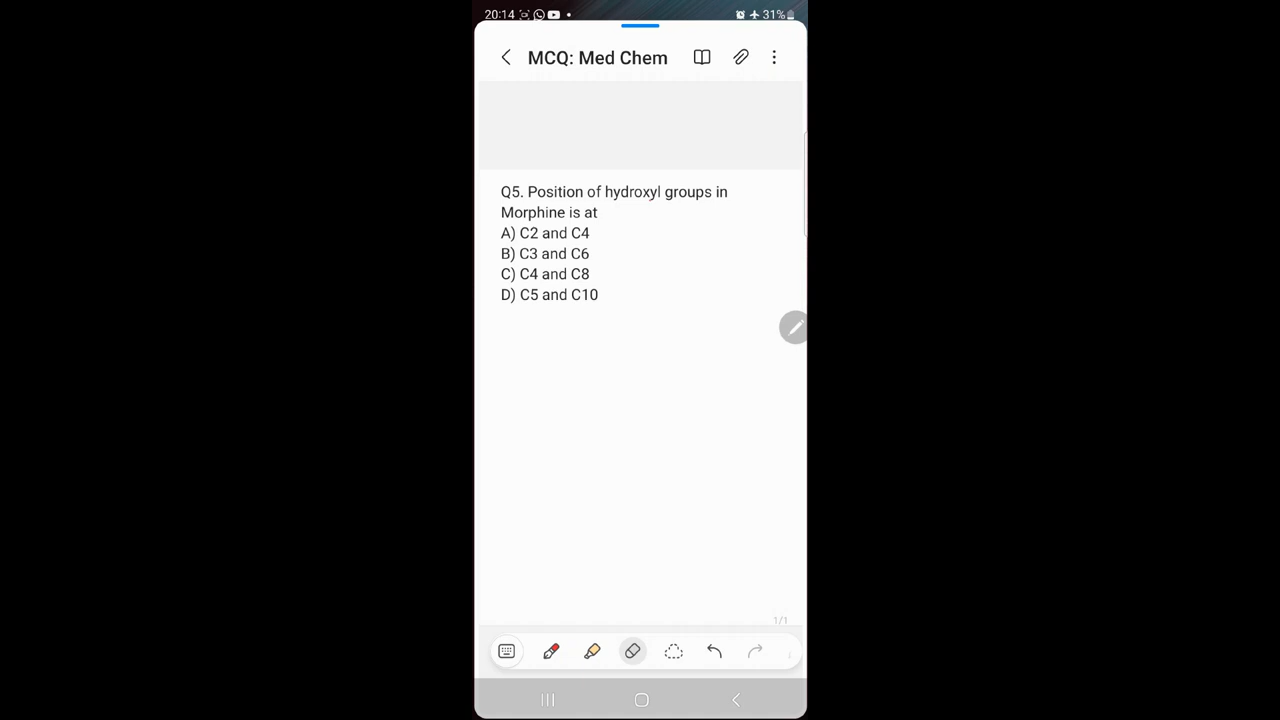 20:14 31%
MCQ: Med Chem
Q5. Position of hydroxyl groups in
Morphine is at
A) C2 and C4
B) C3 and C6
C) C4 and C8
D) C5 and C10
1/1